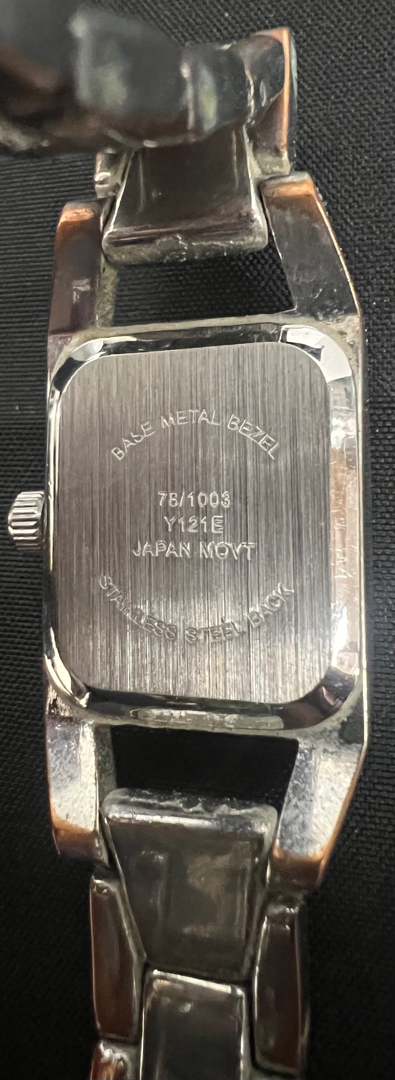 BASE METAL BEZEL
78/1003
Y121E
JAPAN MOVT
STAINLESS STEEL BACK